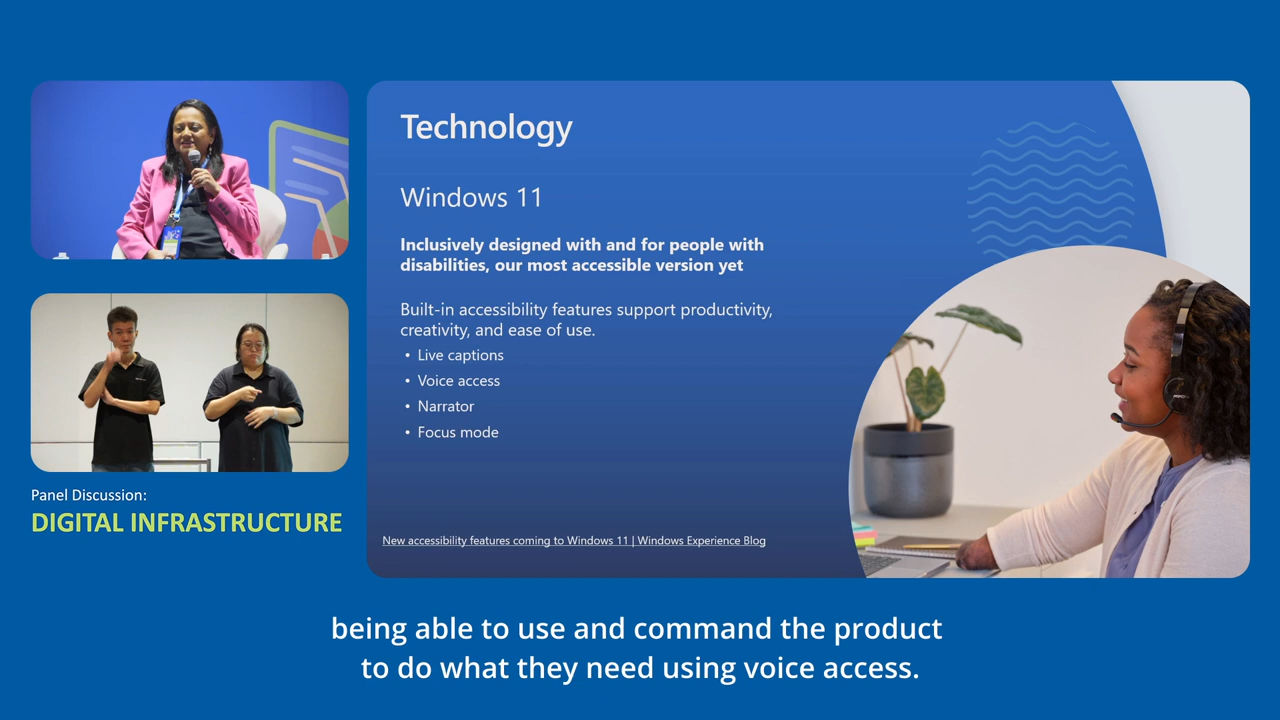 Technology
Windows 11
Inclusively designed with and for people with
disabilities, our most accessible version yet
Built-in accessibility features support productivity,
creativity, and ease of use.
• Live captions
• Voice access
• Narrator
• Focus mode
New accessibility features coming to Windows 11 | Windows Experience Blog
Panel Discussion:
DIGITAL INFRASTRUCTURE
being able to use and command the product
to do what they need using voice access.